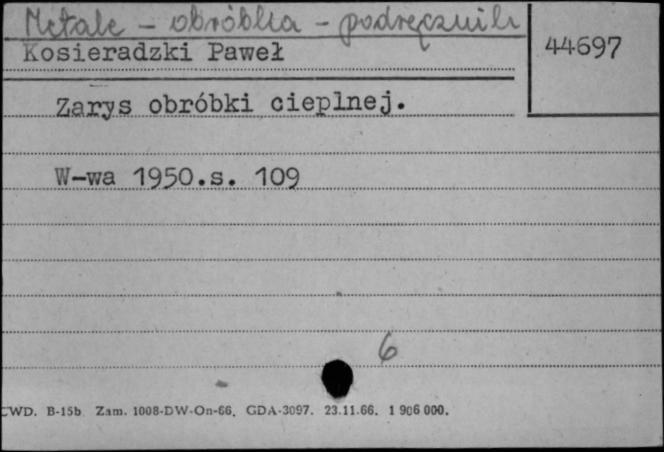 Metale - obróbka - podręczniki
Kosieradzki Paweł
44697
Zarys obróbki cieplnej.
W-wa 1950.s. 109
6
CWD. B-15b. Zam. 1008-DW-On-66. GDA-3097. 23.11.66. 1 906 000.